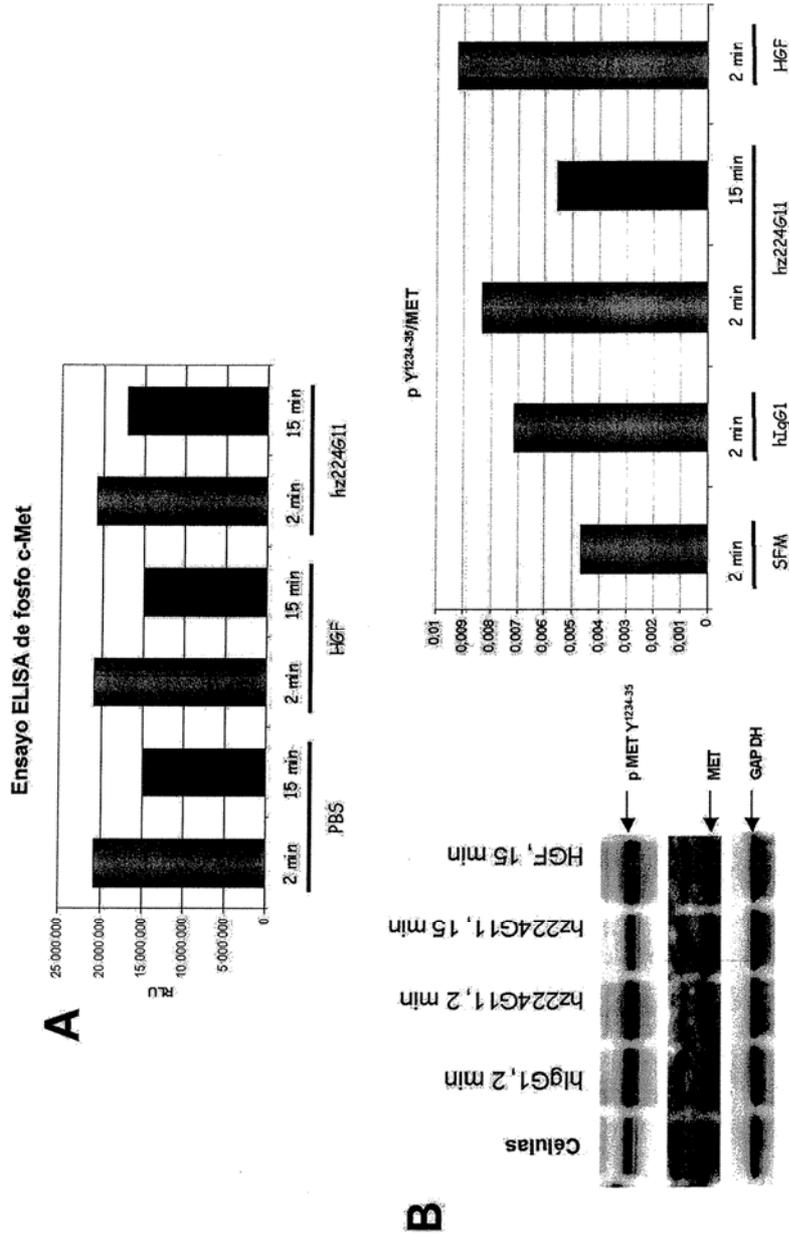 A
Ensayo ELISA de fosfo c-Met
RLU
25 000 000
20 000 000
15 000 000
10 000 000
5 000 000
0
2 min
15 min
2 min
15 min
2 min
15 min
PBS
HGF
hz224G11
B
Células
hIgG1, 2 min
hz224G11, 2 min
hz224G11, 15 min
HGF, 15 min
p MET Y1234-35
MET
GAPDH
p Y1234-35/MET
0,01
0,009
0,008
0,007
0,006
0,005
0,004
0,003
0,002
0,001
0
2 min
2 min
2 min
15 min
2 min
SFM
hIgG1
hz224G11
HGF